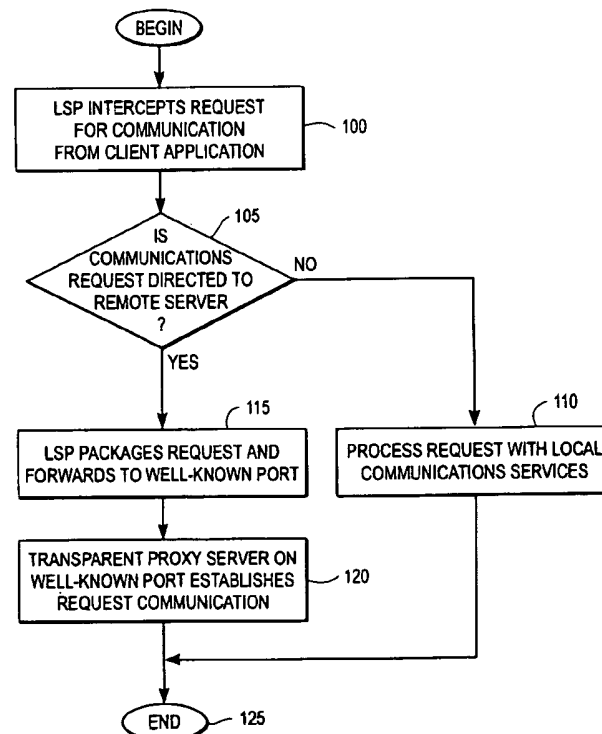 BEGIN
LSP INTERCEPTS REQUEST
FOR COMMUNICATION
FROM CLIENT APPLICATION
100
105
IS
COMMUNICATIONS
REQUEST DIRECTED TO
REMOTE SERVER
?
NO
YES
115
LSP PACKAGES REQUEST AND
FORWARDS TO WELL-KNOWN PORT
110
PROCESS REQUEST WITH LOCAL
COMMUNICATIONS SERVICES
TRANSPARENT PROXY SERVER ON
WELL-KNOWN PORT ESTABLISHES
REQUEST COMMUNICATION
120
END
125